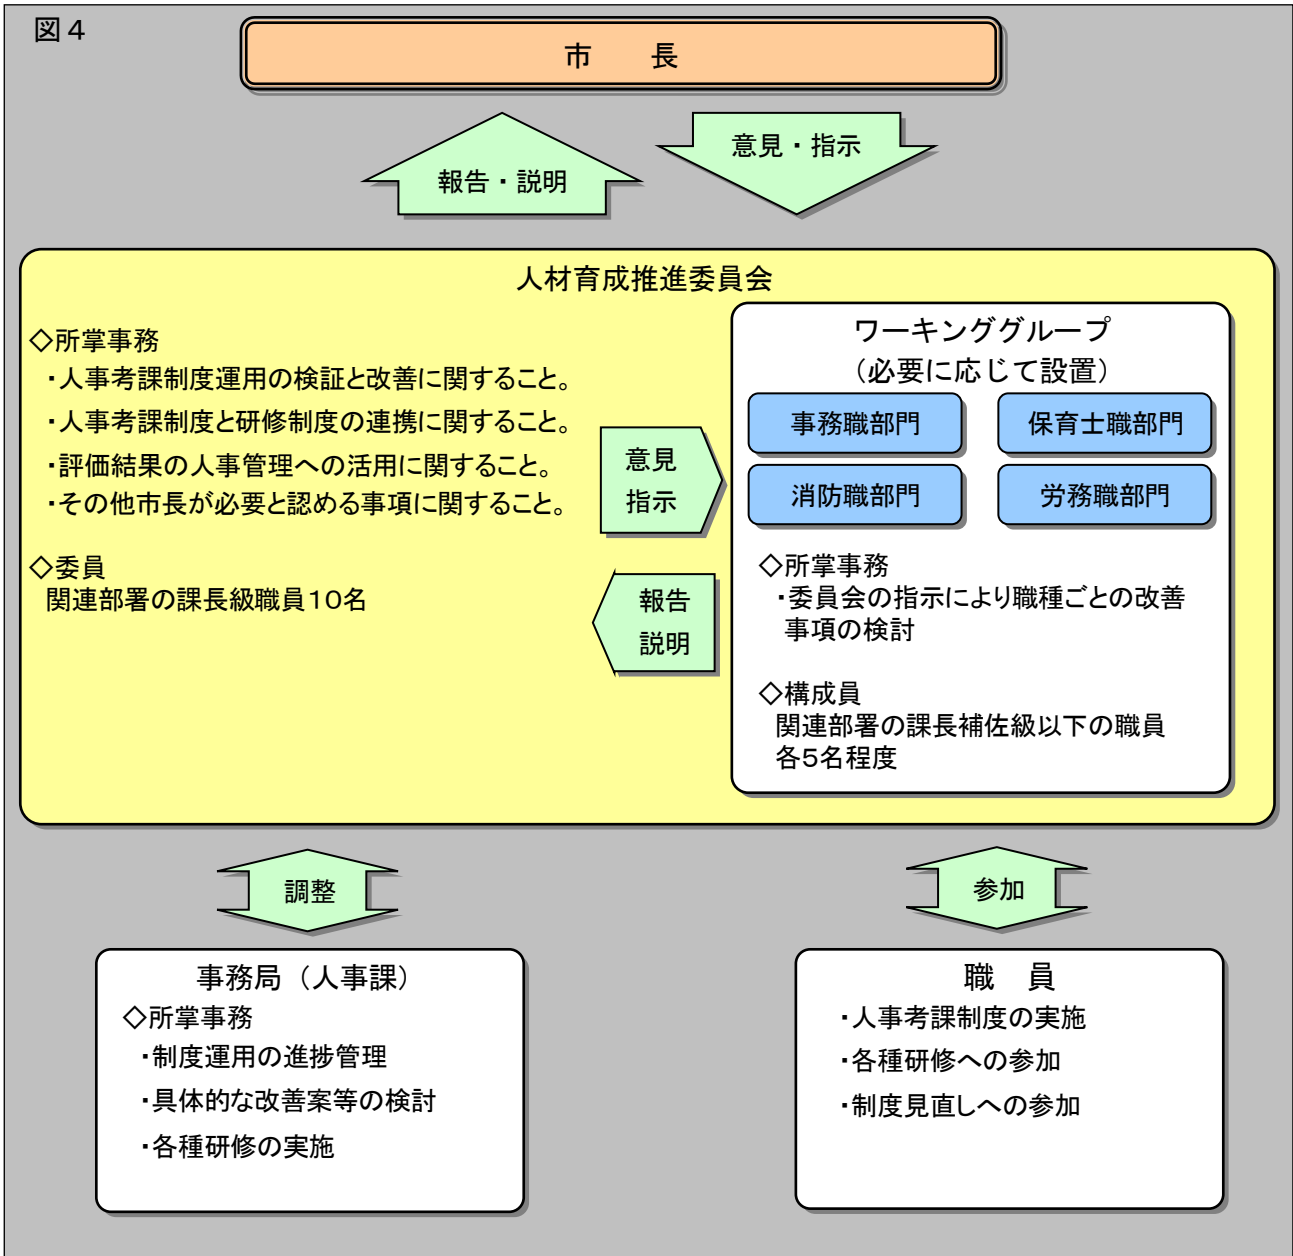 図４
市　　長
報告・説明
意見・指示
人材育成推進委員会
◇所掌事務
・人事考課制度運用の検証と改善に関すること。
・人事考課制度と研修制度の連携に関すること。
・評価結果の人事管理への活用に関すること。
・その他市長が必要と認める事項に関すること。
◇委員
関連部署の課長級職員１０名
意見
指示
報告
説明
ワーキンググループ
（必要に応じて設置）
事務職部門
保育士職部門
消防職部門
労務職部門
◇所掌事務
・委員会の指示により職種ごとの改善
事項の検討
◇構成員
関連部署の課長補佐級以下の職員
各５名程度
調整
参加
事務局（人事課）
◇所掌事務
・制度運用の進捗管理
・具体的な改善案等の検討
・各種研修の実施
職　員
・人事考課制度の実施
・各種研修への参加
・制度見直しへの参加